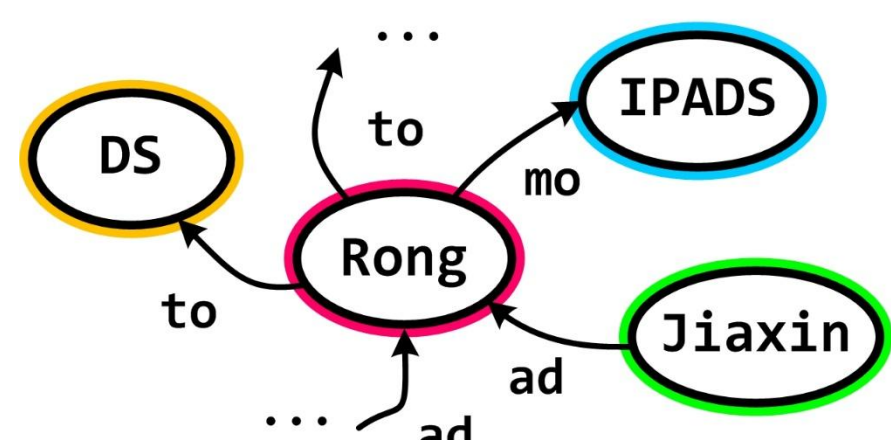 ...
to
IPADS
DS
mo
Rong
to
Jiaxin
ad
...
ad